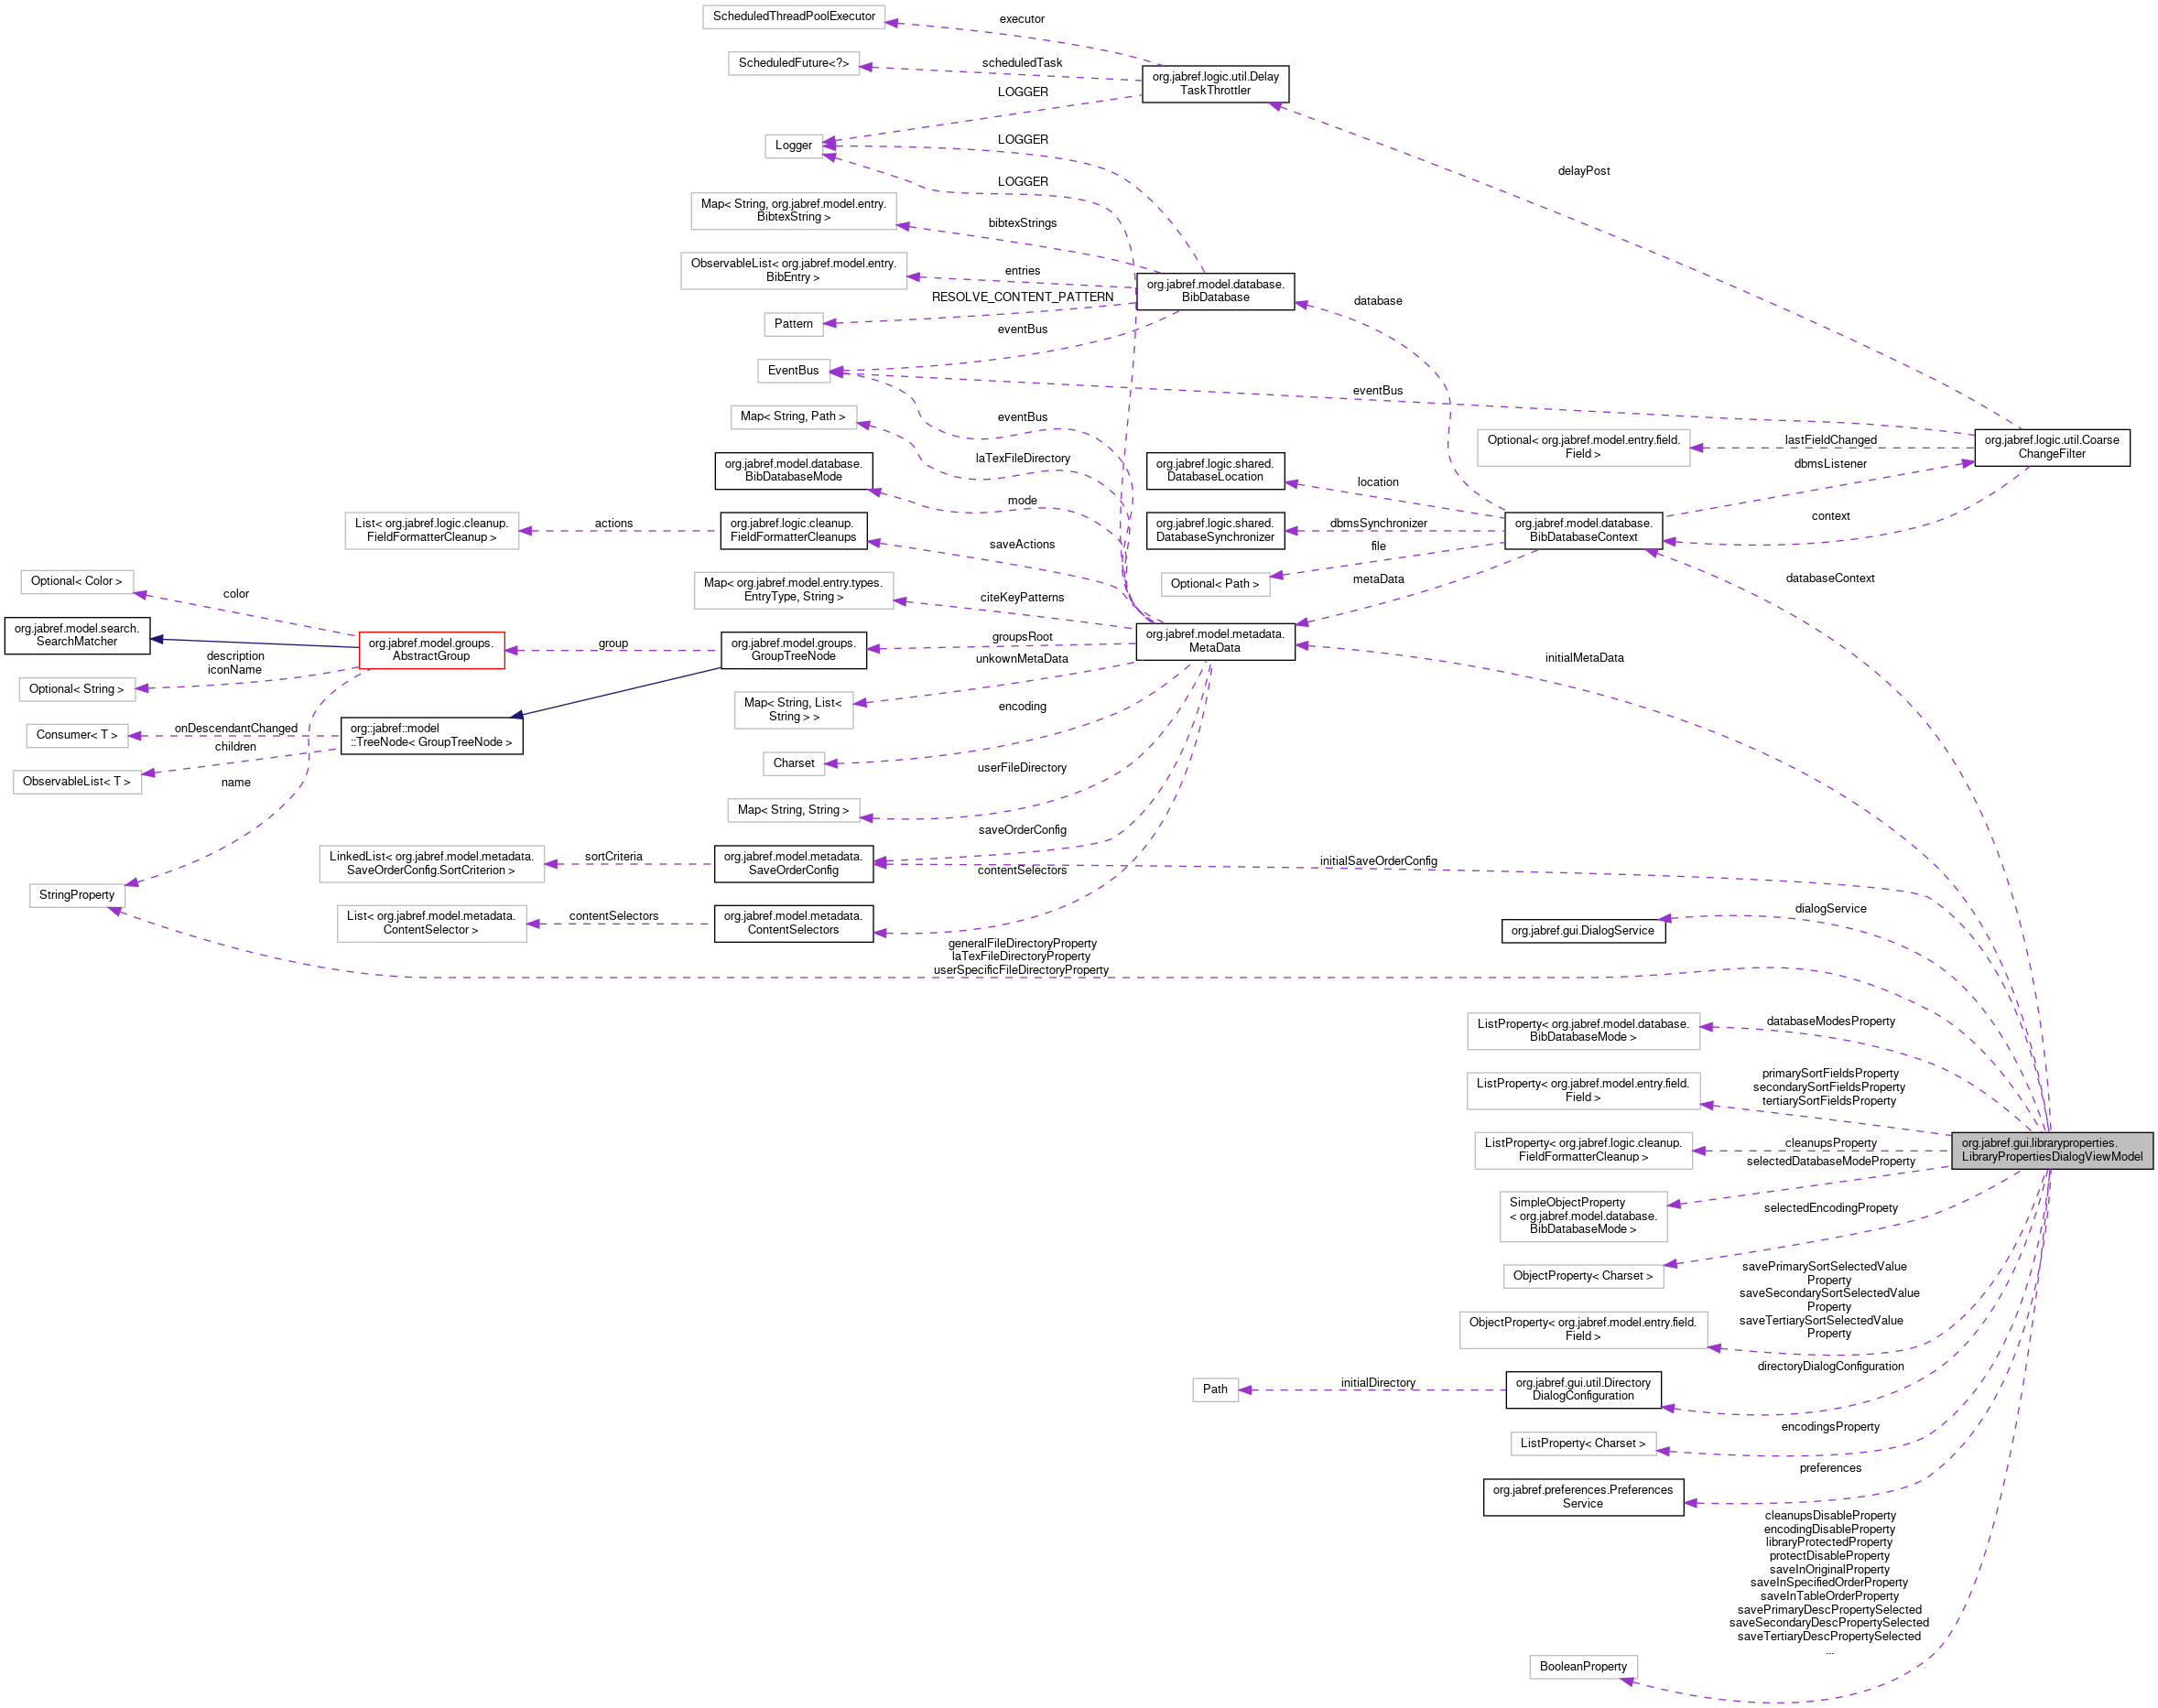 ScheduledThreadPoolExecutor
executor
ScheduledFuture<?>
scheduledTask
org.jabref.logic.util.Delay
TaskThrottler
LOGGER
Logger
LOGGER
delayPost
LOGGER
Map< String, org.jabref.model.entry.
BibtexString >
bibtexStrings
ObservableList< org.jabref.model.entry.
BibEntry >
entries
org.jabref.model.database.
BibDatabase
RESOLVE_CONTENT_PATTERN
database
Pattern
eventBus
EventBus
eventBus
Map< String, Path >
eventBus
Optional< org.jabref.model.entry.field.
Field >
lastFieldChanged
org.jabref.logic.util.Coarse
ChangeFilter
laTexFileDirectory
org.jabref.model.database.
BibDatabaseMode
org.jabref.logic.shared.
DatabaseLocation
location
dbmsListener
mode
List< org.jabref.logic.cleanup.
FieldFormatterCleanup >
actions
org.jabref.logic.cleanup.
FieldFormatterCleanups
saveActions
org.jabref.logic.shared.
DatabaseSynchronizer
dbmsSynchronizer
org.jabref.model.database.
BibDatabaseContext
context
file
Optional< Path >
metaData
databaseContext
Optional< Color >
color
Map< org.jabref.model.entry.types.
EntryType, String >
citeKeyPatterns
org.jabref.model.search.
SearchMatcher
org.jabref.model.groups.
AbstractGroup
group
org.jabref.model.groups.
GroupTreeNode
groupsRoot
org.jabref.model.metadata.
MetaData
initialMetaData
description
iconName
Optional< String >
unkownMetaData
Map< String, List<
String > >
encoding
Consumer< T >
onDescendantChanged
org::jabref::model
::TreeNode< GroupTreeNode >
children
ObservableList< T >
name
Charset
userFileDirectory
Map< String, String >
saveOrderConfig
LinkedList< org.jabref.model.metadata.
SaveOrderConfig.SortCriterion >
sortCriteria
org.jabref.model.metadata.
SaveOrderConfig
initialSaveOrderConfig
contentSelectors
StringProperty
List< org.jabref.model.metadata.
ContentSelector >
contentSelectors
org.jabref.model.metadata.
ContentSelectors
dialogService
org.jabref.gui.DialogService
generalFileDirectoryProperty
laTexFileDirectoryProperty
userSpecificFileDirectoryProperty
ListProperty< org.jabref.model.database.
BibDatabaseMode >
databaseModesProperty
ListProperty< org.jabref.model.entry.field.
Field >
primarySortFieldsProperty
secondarySortFieldsProperty
tertiarySortFieldsProperty
ListProperty< org.jabref.logic.cleanup.
FieldFormatterCleanup >
cleanupsProperty
org.jabref.gui.libraryproperties.
LibraryPropertiesDialogViewModel
selectedDatabaseModeProperty
SimpleObjectProperty
< org.jabref.model.database.
BibDatabaseMode >
selectedEncodingPropety
ObjectProperty< Charset >
savePrimarySortSelectedValue
Property
saveSecondarySortSelectedValue
Property
saveTertiarySortSelectedValue
Property
ObjectProperty< org.jabref.model.entry.field.
Field >
directoryDialogConfiguration
Path
initialDirectory
org.jabref.gui.util.Directory
DialogConfiguration
encodingsProperty
ListProperty< Charset >
preferences
org.jabref.preferences.Preferences
Service
cleanupsDisableProperty
encodingDisableProperty
libraryProtectedProperty
protectDisableProperty
saveInOriginalProperty
saveInSpecifiedOrderProperty
saveInTableOrderProperty
savePrimaryDescPropertySelected
saveSecondaryDescPropertySelected
saveTertiaryDescPropertySelected
...
BooleanProperty